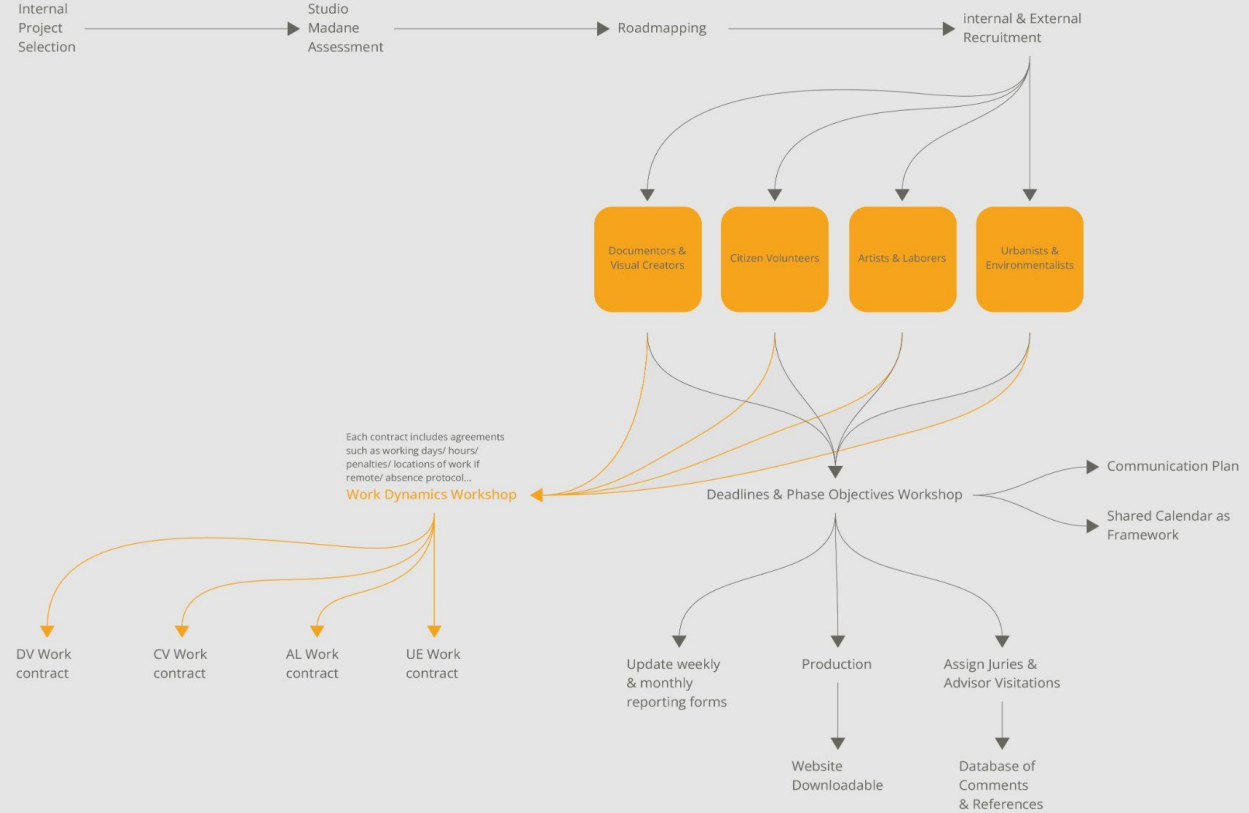 Internal
Project
Selection
Studio
Madane
Assessment
Roadmapping
internal & External
Recruitment
Documentors &
Visual Creators
Citizen Volunteers
Artists & Laborers
Urbanists &
Environmentalists
Each contract includes agreements
such as working days/ hours/
penalties/ locations of work if
remote/ absence protocol...
Work Dynamics Workshop
Deadlines & Phase Objectives Workshop
Communication Plan
Shared Calendar as
Framework
DV Work
contract
CV Work
contract
AL Work
contract
UE Work
contract
Update weekly
& monthly
reporting forms
Production
Assign Juries &
Advisor Visitations
Website
Downloadable
Database of
Comments
& References